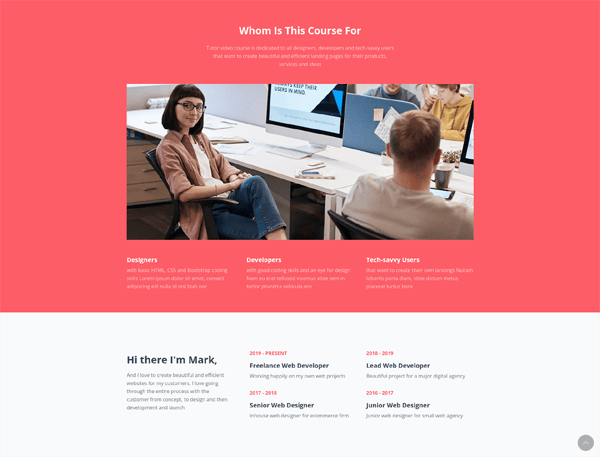 Whom Is This Course For
Tutor video course is dedicated to all designers, developers and tech-savvy users
that want to create beautiful and efficient landing pages for their products,
services and ideas
ALWAYS KEEP THEIR
USERS IN MIND.
Designers
with basic HTML, CSS and Bootstrap coding
skills Lorem ipsum dolor sit amet, consect
adipiscing elit nulla id nisl tion nor
Developers
with good coding skills and an eye for design
from eu erat tellusea vivamus vitae sem in
tortor pharetra vehicula orn
Tech-savvy Users
that want to create their own landings Nullam
lobortis porta diam, vitae dictum metus
placerat luctus bore
Hi there I'm Mark,
And I love to create beautiful and efficient
websites for my customers. I love going
through the entire process with the
customer from concept, to design and then
development and launch
2019 - PRESENT
Freelance Web Developer
Working happily on my own web projects
2018 - 2019
Lead Web Developer
Beautiful project for a major digital agency
2017 - 2018
Senior Web Designer
Inhouse web designer for ecommerce firm
2016 - 2017
Junior Web Designer
Junior web designer for small web agency